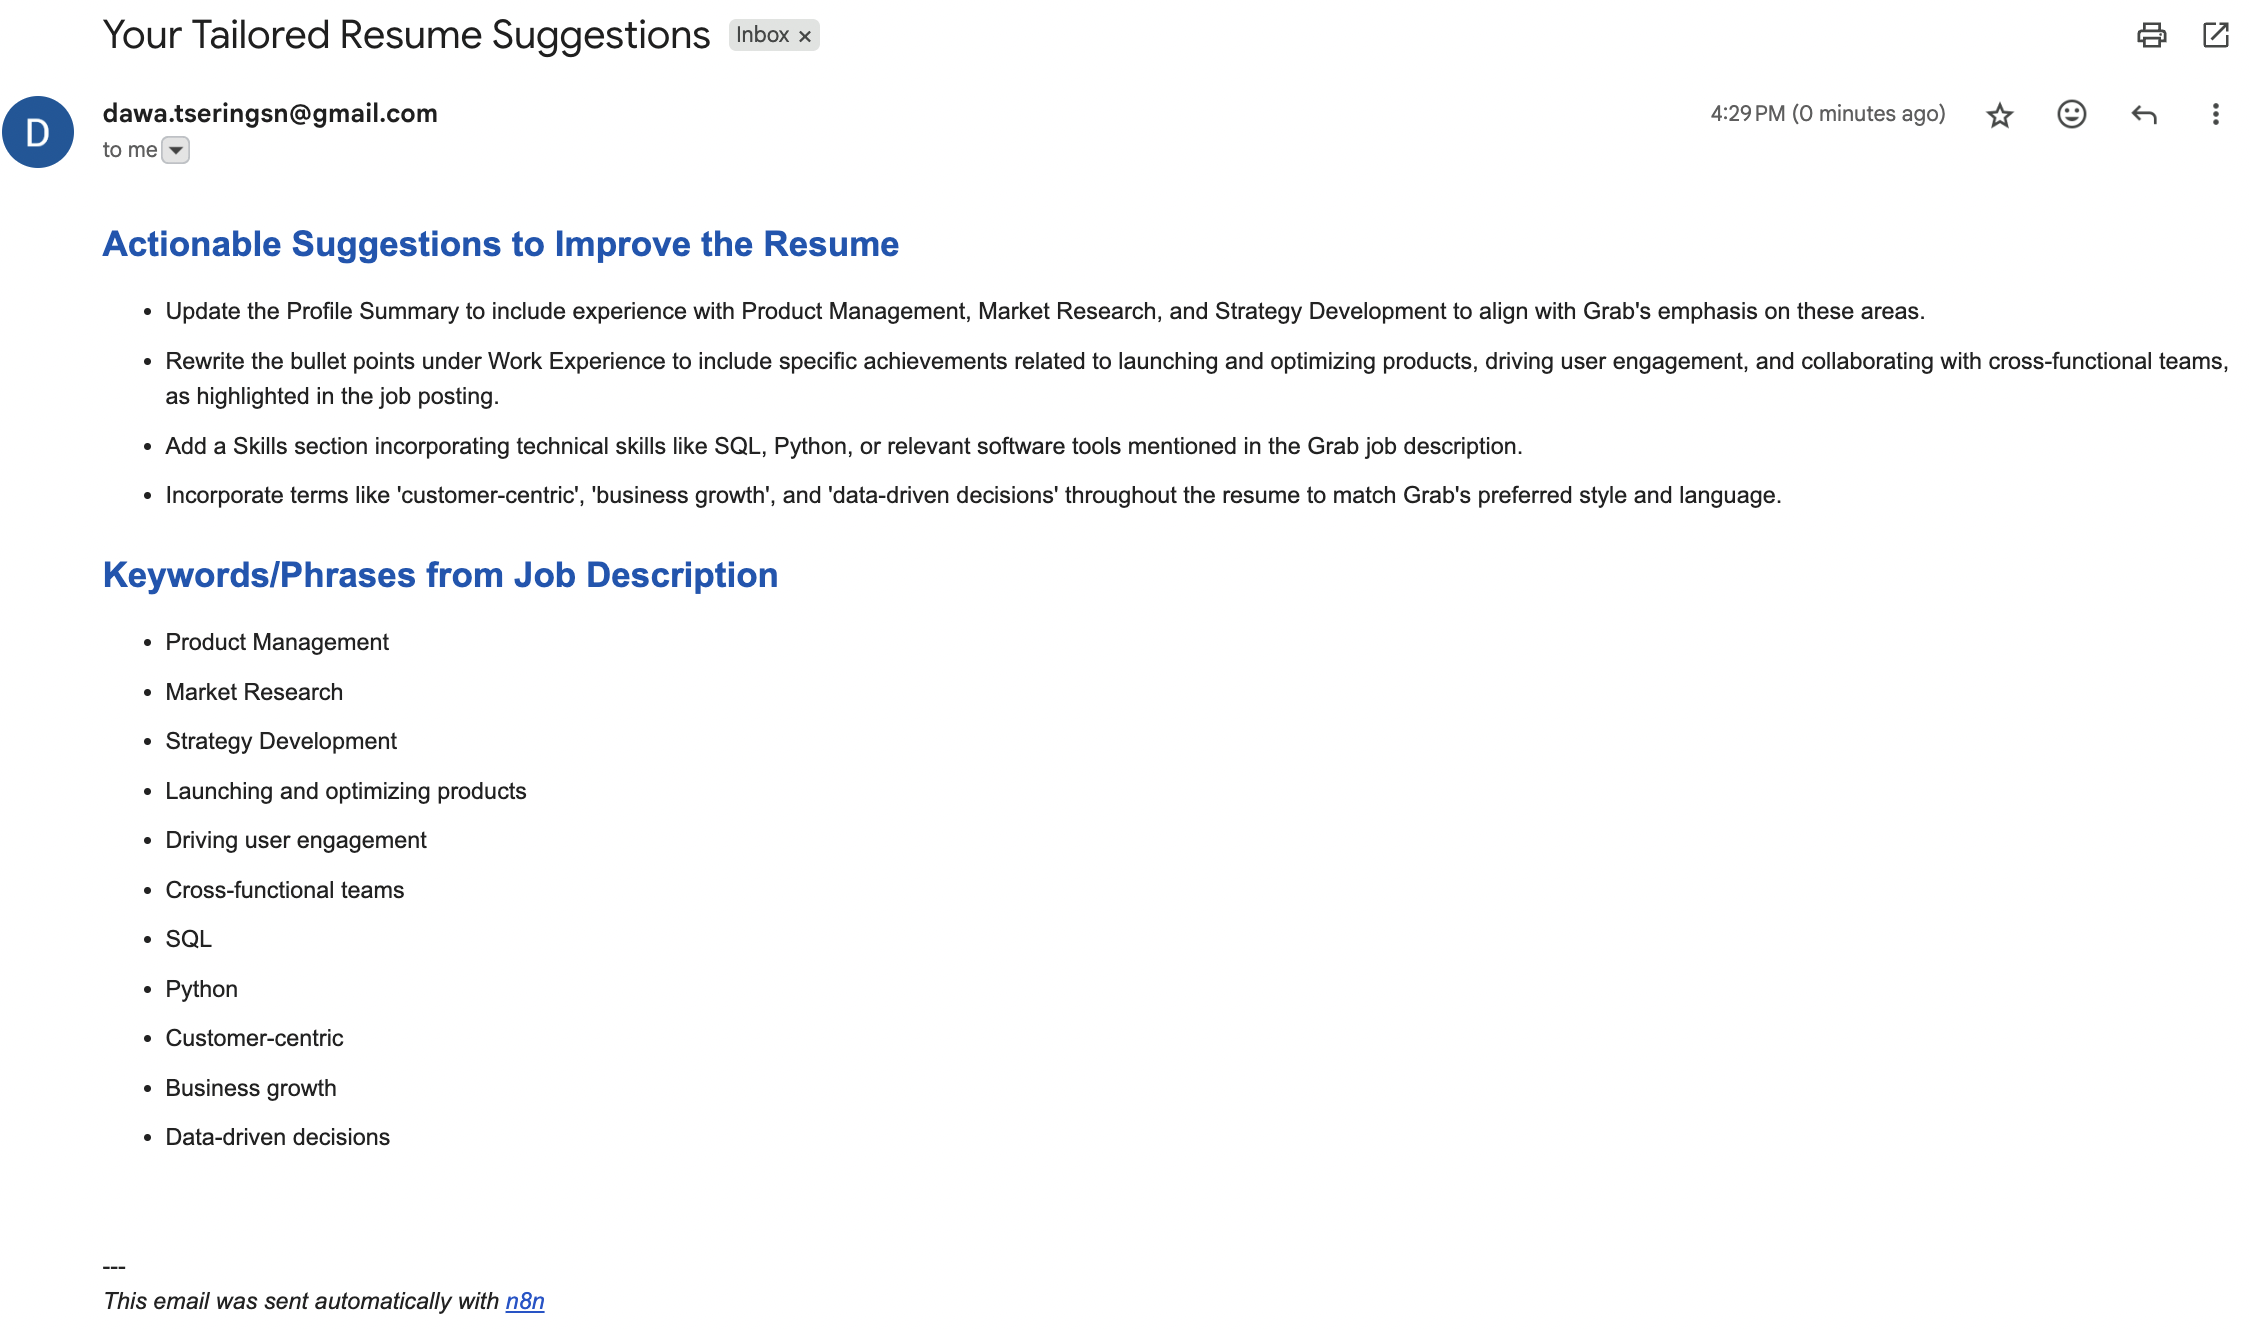 Your Tailored Resume Suggestions Inbox ×
D
dawa.tseringsn@gmail.com 4:29 PM (0 minutes ago)
to me
Actionable Suggestions to Improve the Resume
• Update the Profile Summary to include experience with Product Management, Market Research, and Strategy Development to align with Grab's emphasis on these areas.
• Rewrite the bullet points under Work Experience to include specific achievements related to launching and optimizing products, driving user engagement, and collaborating with cross-functional teams,
as highlighted in the job posting.
• Add a Skills section incorporating technical skills like SQL, Python, or relevant software tools mentioned in the Grab job description.
• Incorporate terms like 'customer-centric', 'business growth', and 'data-driven decisions' throughout the resume to match Grab's preferred style and language.
Keywords/Phrases from Job Description
• Product Management
• Market Research
• Strategy Development
• Launching and optimizing products
• Driving user engagement
• Cross-functional teams
• SQL
• Python
• Customer-centric
• Business growth
• Data-driven decisions
---
This email was sent automatically with n8n